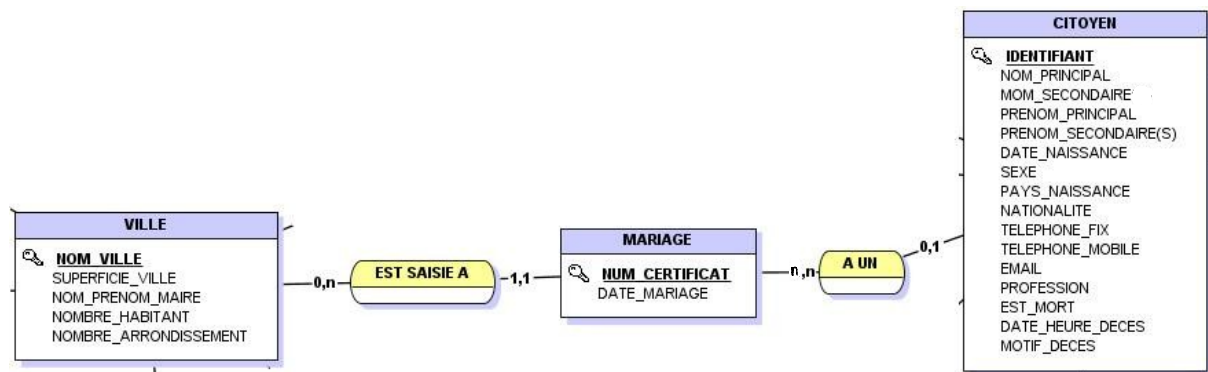 CITOYEN
IDENTIFIANT
NOM_PRINCIPAL
MOM_SECONDAIRE
PRENOM_PRINCIPAL
PRENOM_SECONDAIRE(S)
DATE_NAISSANCE
SEXE
PAYS_NAISSANCE
NATIONALITE
TELEPHONE_FIX
TELEPHONE_MOBILE
EMAIL
PROFESSION
EST_MORT
DATE_HEURE_DECES
MOTIF_DECES
VILLE
NOM_VILLE
SUPERFICIE_VILLE
NOM_PRENOM_MAIRE
NOMBRE_HABITANT
NOMBRE_ARRONDISSEMENT
0,n
EST SAISIE A
1,1
MARIAGE
NUM_CERTIFICAT
DATE_MARIAGE
n,n
A UN
0,1